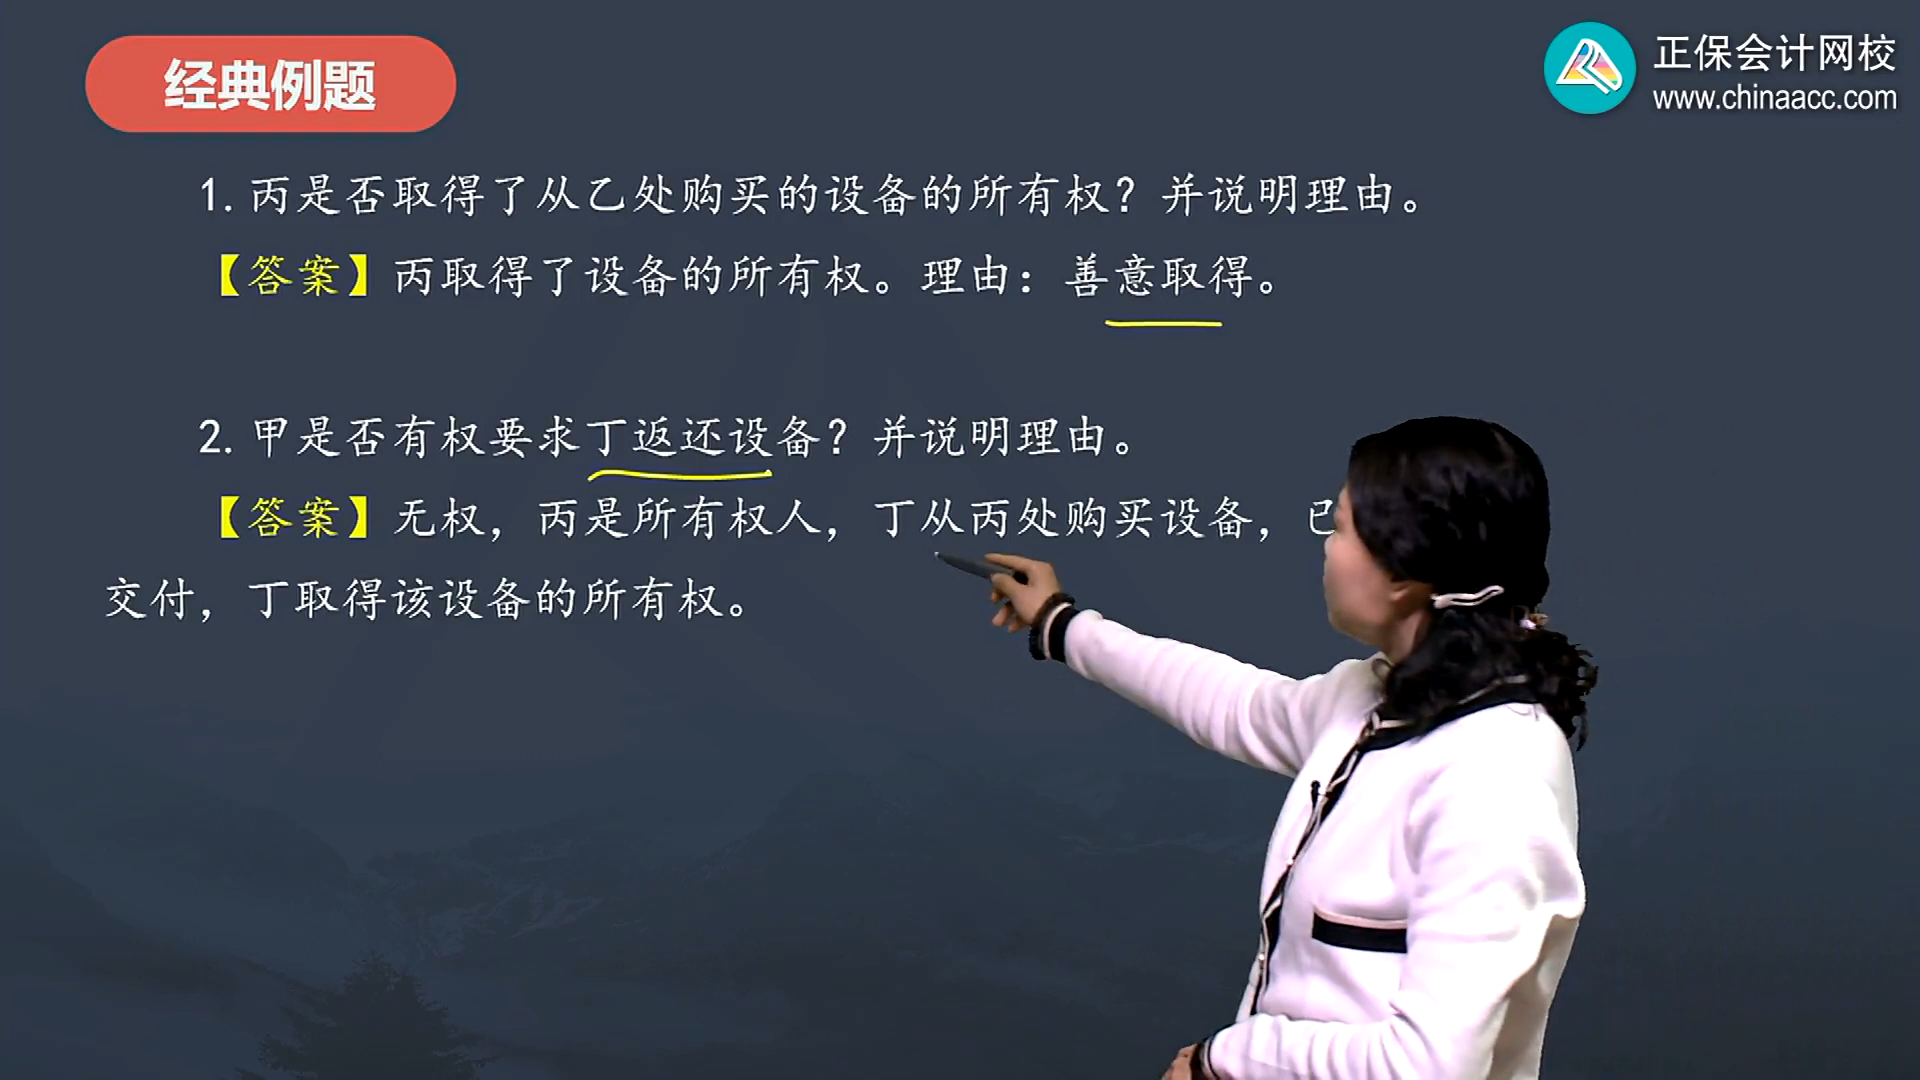 经典例题
正保会计网校
www.chinaacc.com
1.丙是否取得了从乙处购买的设备的所有权？并说明理由。
【答案】丙取得了设备的所有权。理由：善意取得。
2.甲是否有权要求丁返还设备？并说明理由。
【答案】无权，丙是所有权人，丁从丙处购买设备，已
交付，丁取得该设备的所有权。